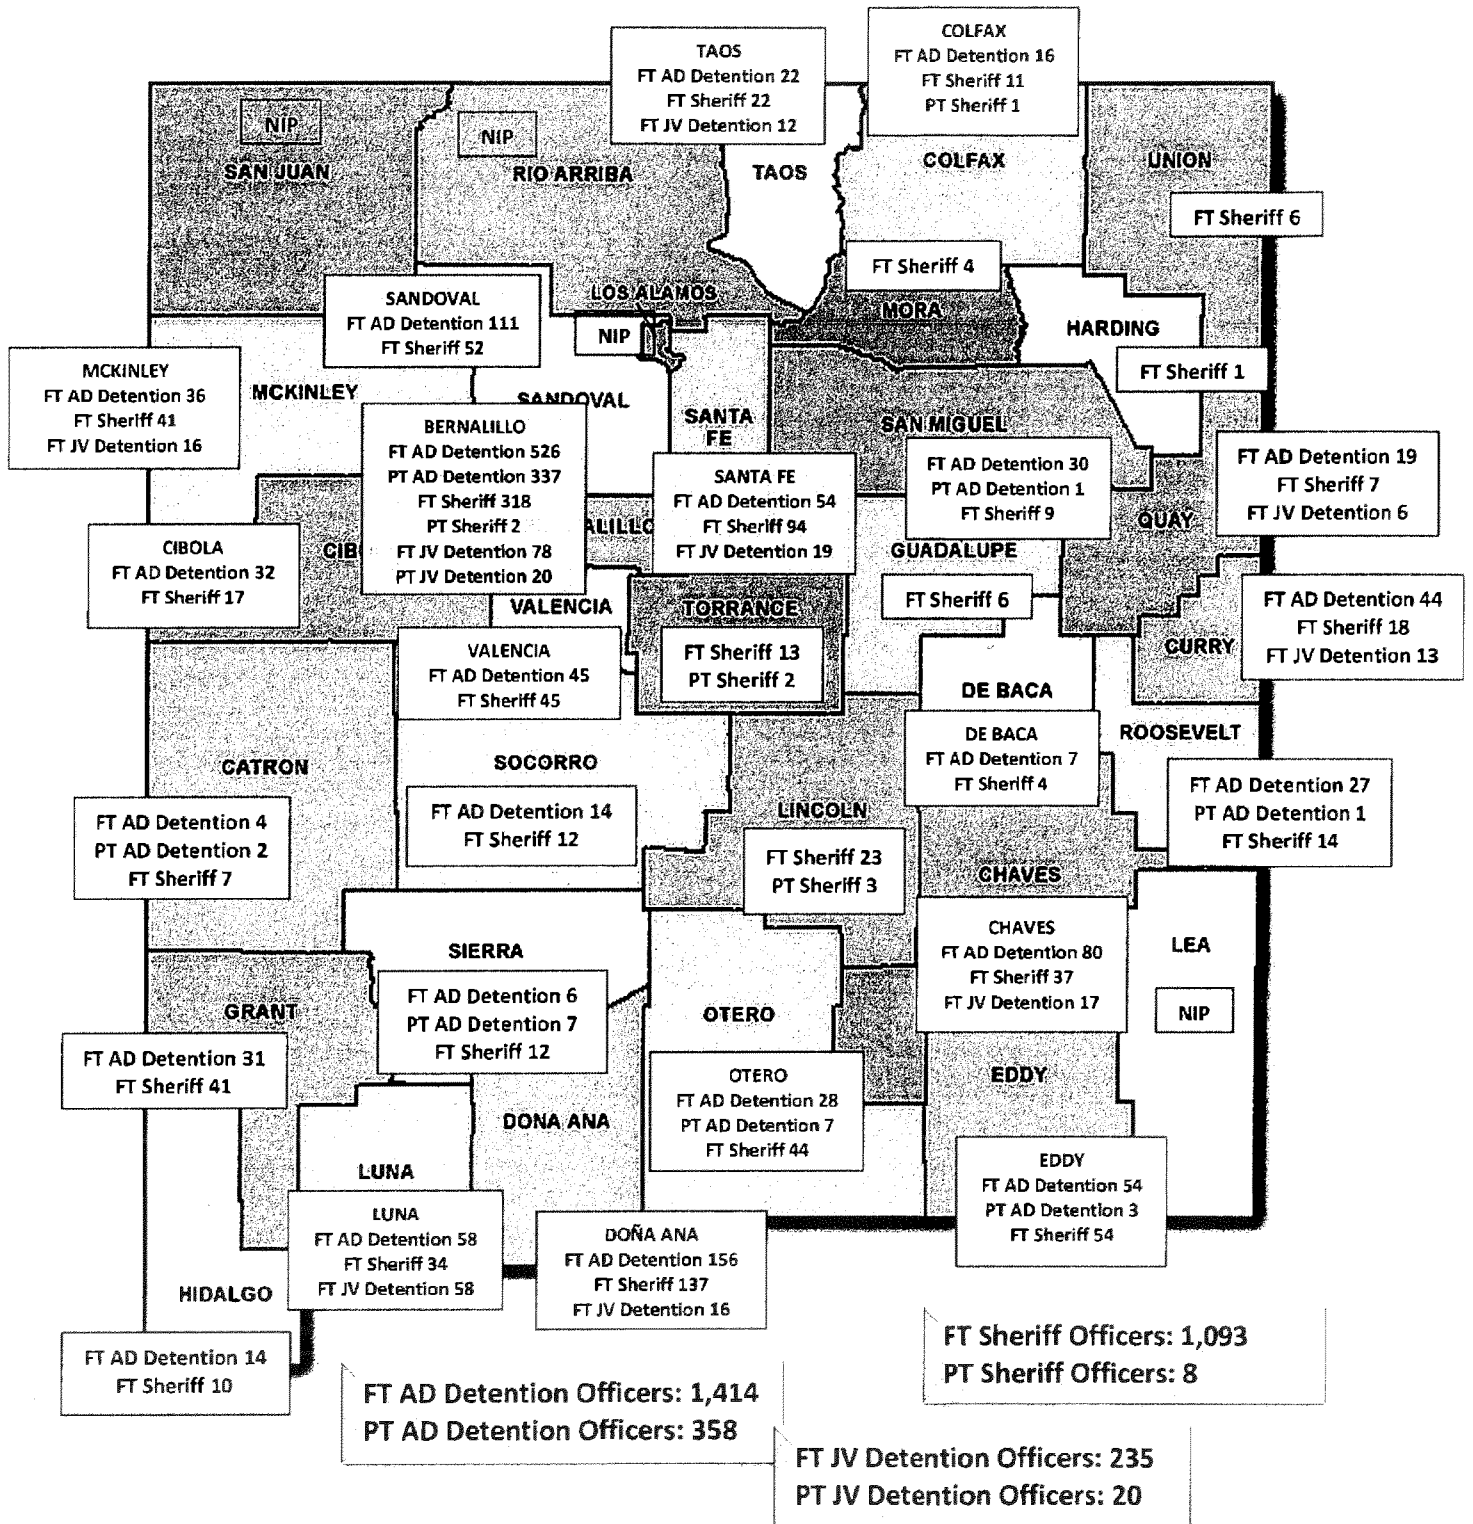 TAOS
FT AD Detention 22
FT Sheriff 22
FT JV Detention 12
COLFAX
FT AD Detention 16
FT Sheriff 11
PT Sheriff 1
NIP
SAN JUAN
NIP
RIO ARRIBA
TAOS
COLFAX
UNION
FT Sheriff 6
FT Sheriff 4
MORA
HARDING
FT Sheriff 1
LOS ALAMOS
NIP
SANDOVAL
FT AD Detention 111
FT Sheriff 52
SANDOVAL
MCKINLEY
FT AD Detention 36
FT Sheriff 41
FT JV Detention 16
MCKINLEY
BERNALILLO
FT AD Detention 526
PT AD Detention 337
FT Sheriff 318
PT Sheriff 2
FT JV Detention 78
PT JV Detention 20
ALILLO
SANTA
FE
SANTA FE
FT AD Detention 54
FT Sheriff 94
FT JV Detention 19
SAN MIGUEL
FT AD Detention 30
PT AD Detention 1
FT Sheriff 9
FT AD Detention 19
FT Sheriff 7
FT JV Detention 6
QUAY
CIBOLA
FT AD Detention 32
FT Sheriff 17
CIB
GUADALUPE
FT Sheriff 6
VALENCIA
TORRANCE
FT Sheriff 13
PT Sheriff 2
FT AD Detention 44
FT Sheriff 18
FT JV Detention 13
CURRY
VALENCIA
FT AD Detention 45
FT Sheriff 45
DE BACA
DE BACA
FT AD Detention 7
FT Sheriff 4
ROOSEVELT
FT AD Detention 27
PT AD Detention 1
FT Sheriff 14
CATRON
FT AD Detention 4
PT AD Detention 2
FT Sheriff 7
SOCORRO
FT AD Detention 14
FT Sheriff 12
LINCOLN
FT Sheriff 23
PT Sheriff 3
CHAVES
CHAVES
FT AD Detention 80
FT Sheriff 37
FT JV Detention 17
LEA
NIP
SIERRA
FT AD Detention 6
PT AD Detention 7
FT Sheriff 12
GRANT
FT AD Detention 31
FT Sheriff 41
OTERO
OTERO
FT AD Detention 28
PT AD Detention 7
FT Sheriff 44
EDDY
EDDY
FT AD Detention 54
PT AD Detention 3
FT Sheriff 54
DONA ANA
LUNA
LUNA
FT AD Detention 58
FT Sheriff 34
FT JV Detention 58
DOÑA ANA
FT AD Detention 156
FT Sheriff 137
FT JV Detention 16
HIDALGO
FT AD Detention 14
FT Sheriff 10
FT Sheriff Officers: 1,093
PT Sheriff Officers: 8
FT AD Detention Officers: 1,414
PT AD Detention Officers: 358
FT JV Detention Officers: 235
PT JV Detention Officers: 20